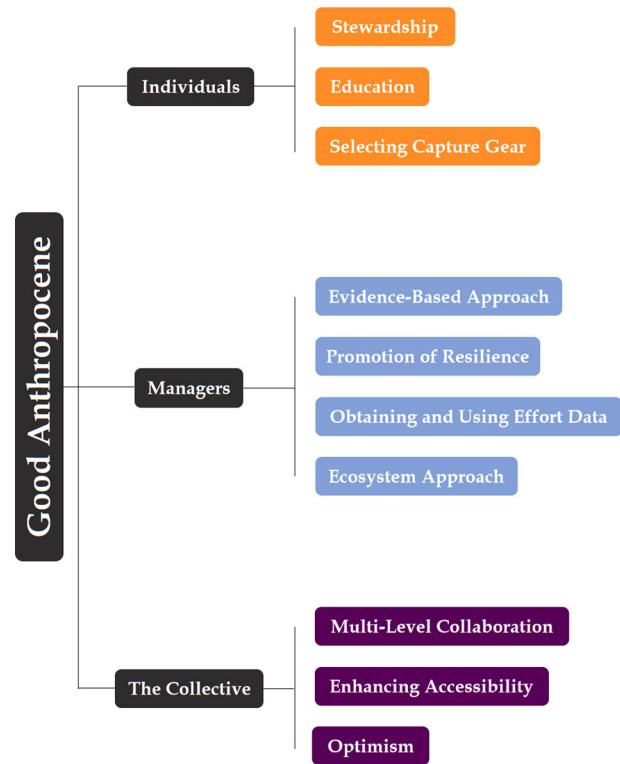 Good Anthropocene
Individuals
Stewardship
Education
Selecting Capture Gear
Managers
Evidence-Based Approach
Promotion of Resilience
Obtaining and Using Effort Data
Ecosystem Approach
The Collective
Multi-Level Collaboration
Enhancing Accessibility
Optimism